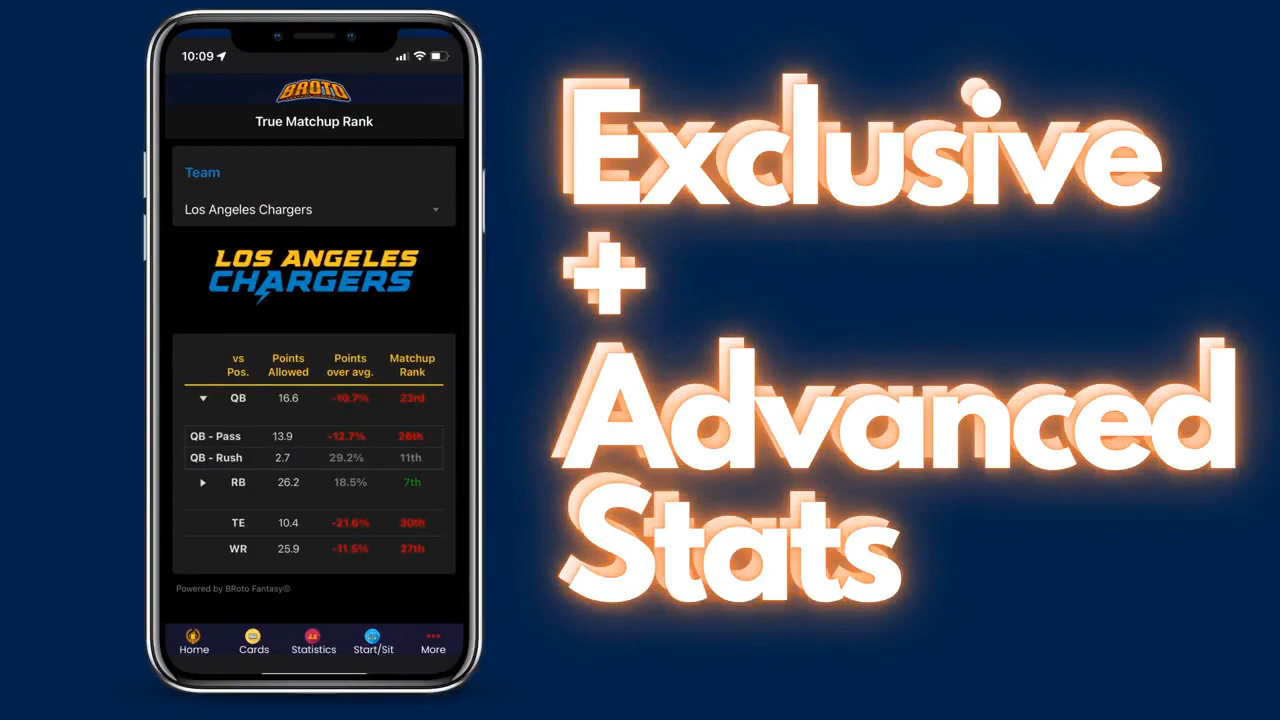 10:09
BROTO
True Matchup Rank
Team
Los Angeles Chargers
LOS ANGELES
CHARGERS
vs Pos. Points Allowed Points over avg. Matchup Rank
QB 16.6 -10.7% 23rd
QB - Pass 13.9 -12.7% 26th
QB - Rush 2.7 29.2% 11th
RB 26.2 18.5% 7th
TE 10.4 -21.6% 30th
WR 25.9 -11.5% 27th
Powered by BRoto Fantasy©
Home Cards Statistics Start/Sit More
Exclusive
+
Advanced
Stats